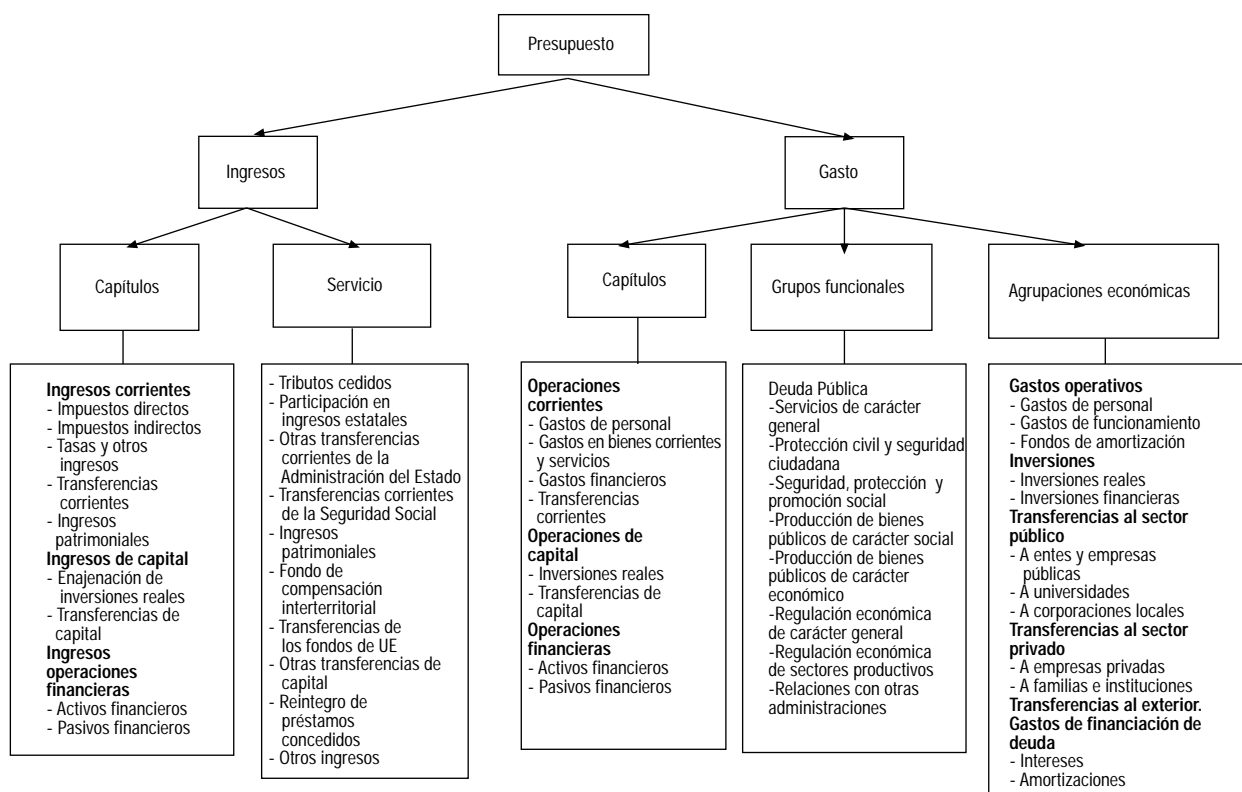 Presupuesto
Ingresos
Gasto
Capítulos
Servicio
Capítulos
Grupos funcionales
Agrupaciones económicas
Ingresos corrientes
- Impuestos directos
- Impuestos indirectos
- Tasas y otros
ingresos
- Transferencias
corrientes
- Ingresos
patrimoniales
Ingresos de capital
- Enajenación de
inversiones reales
- Transferencias de
capital
Ingresos
operaciones
financieras
- Activos financieros
- Pasivos financieros
- Tributos cedidos
- Participación en
ingresos estatales
- Otras transferencias
corrientes de la
Administración del Estado
- Transferencias corrientes
de la Seguridad Social
- Ingresos
patrimoniales
- Fondo de
compensación
interterritorial
- Transferencias de
los fondos de UE
- Otras transferencias de
capital
- Reintegro de
préstamos
concedidos
- Otros ingresos
Operaciones
corrientes
- Gastos de personal
- Gastos en bienes corrientes
y servicios
- Gastos financieros
- Transferencias
corrientes
Operaciones de
capital
- Inversiones reales
- Transferencias de
capital
Operaciones
financieras
- Activos financieros
- Pasivos financieros
Deuda Pública
-Servicios de carácter
general
-Protección civil y seguridad
ciudadana
-Seguridad, protección y
promoción social
-Producción de bienes
públicos de carácter social
-Producción de bienes
públicos de carácter
económico
-Regulación económica
de carácter general
-Regulación económica
de sectores productivos
-Relaciones con otras
administraciones
Gastos operativos
- Gastos de personal
- Gastos de funcionamiento
- Fondos de amortización
Inversiones
- Inversiones reales
- Inversiones financieras
Transferencias al sector
público
- A entes y empresas
públicas
- A universidades
- A corporaciones locales
Transferencias al sector
privado
- A empresas privadas
- A familias e instituciones
Transferencias al exterior.
Gastos de financiación de
deuda
- Intereses
- Amortizaciones